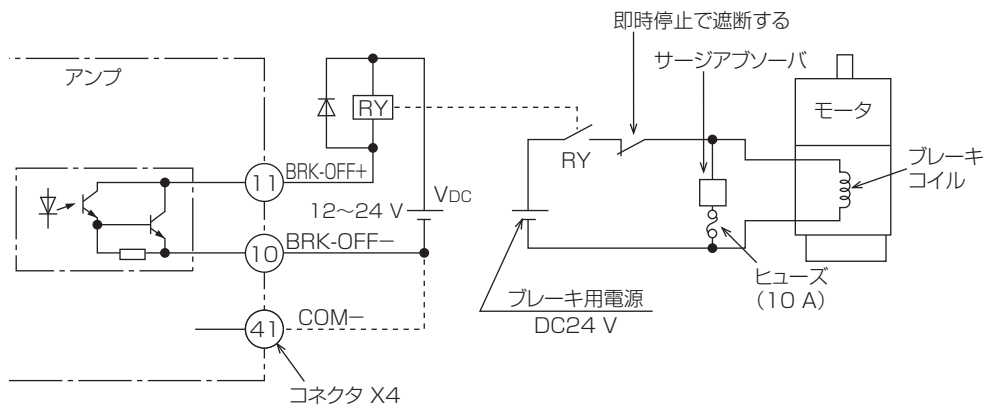 即時停止で遮断する
サージアブソーバ
アンプ
モータ
RY
RY
ブレーキ
コイル
11
BRK-OFF+
VDC
12〜24 V
10
BRK-OFF−
ヒューズ
(10 A)
ブレーキ用電源
DC24 V
41
COM−
コネクタ X4